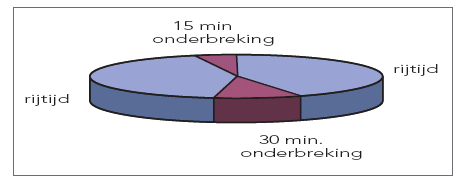 15 min
onderbreking
rijtijd
rijtijd
30 min.
onderbreking